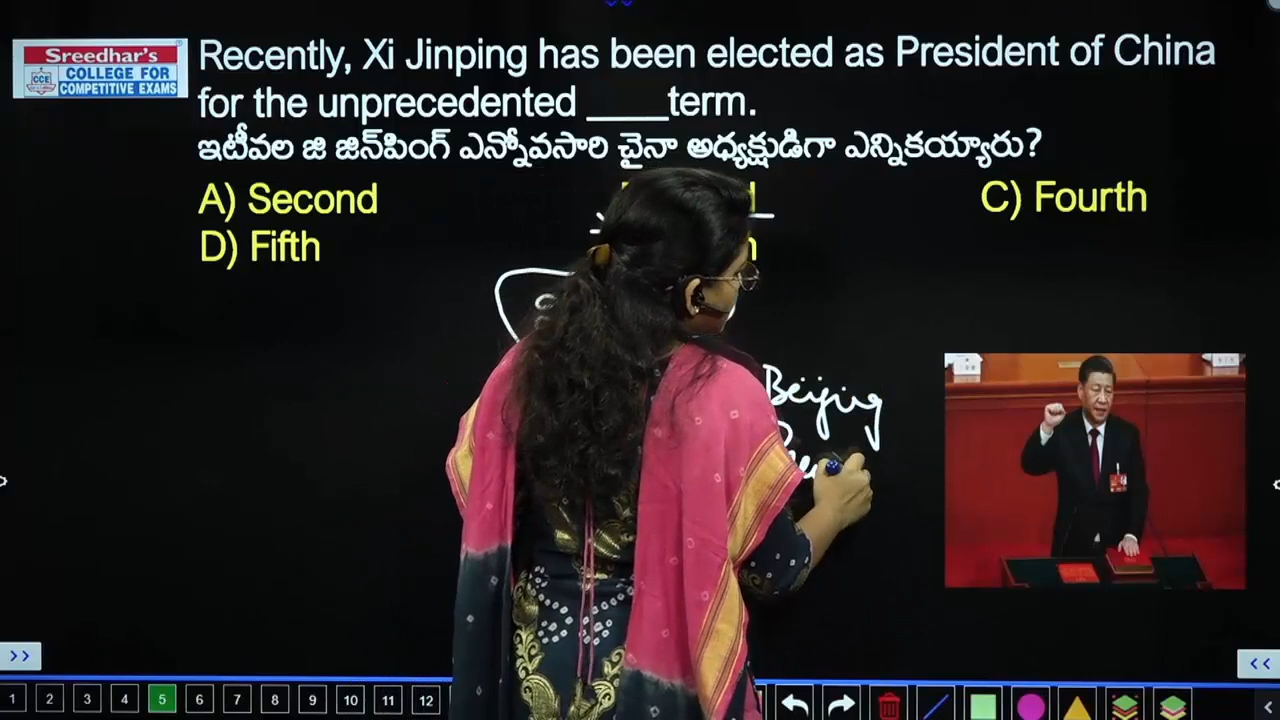 Sreedhar's
CCE
COLLEGE FOR
COMPETITIVE EXAMS
Recently, Xi Jinping has been elected as President of China
for the unprecedented ____term.
ఇటీవల జి జిన్‌పింగ్ ఎన్నోవసారి చైనా అధ్యక్షుడిగా ఎన్నికయ్యారు?
A) Second
C) Fourth
D) Fifth
Beijing
>>
<<
1 2 3 4 5 6 7 8 9 10 11 12